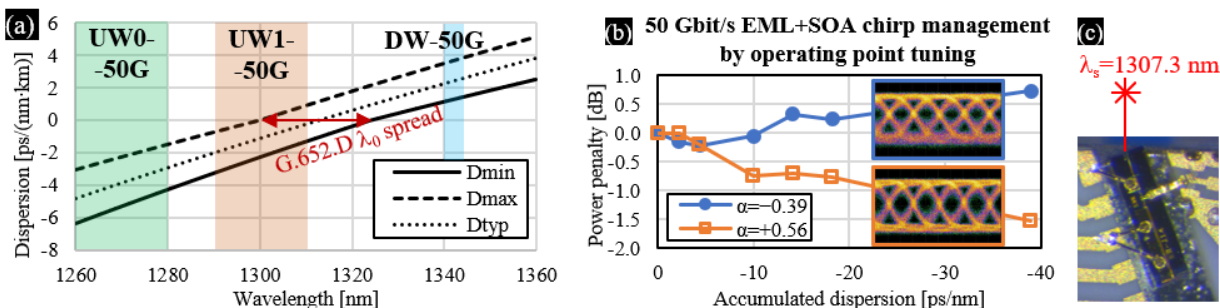 (a)
UW0-
-50G
UW1-
-50G
DW-50G
G.652.D λ0 spread
Dmin
Dmax
Dtyp
6
4
2
0
-2
-4
-6
-8
Dispersion [ps/(nm·km)]
1260 1280 1300 1320 1340 1360
Wavelength [nm]
(b)
50 Gbit/s EML+SOA chirp management
by operating point tuning
1.0
0.5
0.0
-0.5
-1.0
-1.5
-2.0
Power penalty [dB]
α=−0.39
α=+0.56
0 -10 -20 -30 -40
Accumulated dispersion [ps/nm]
(c)
λs=1307.3 nm